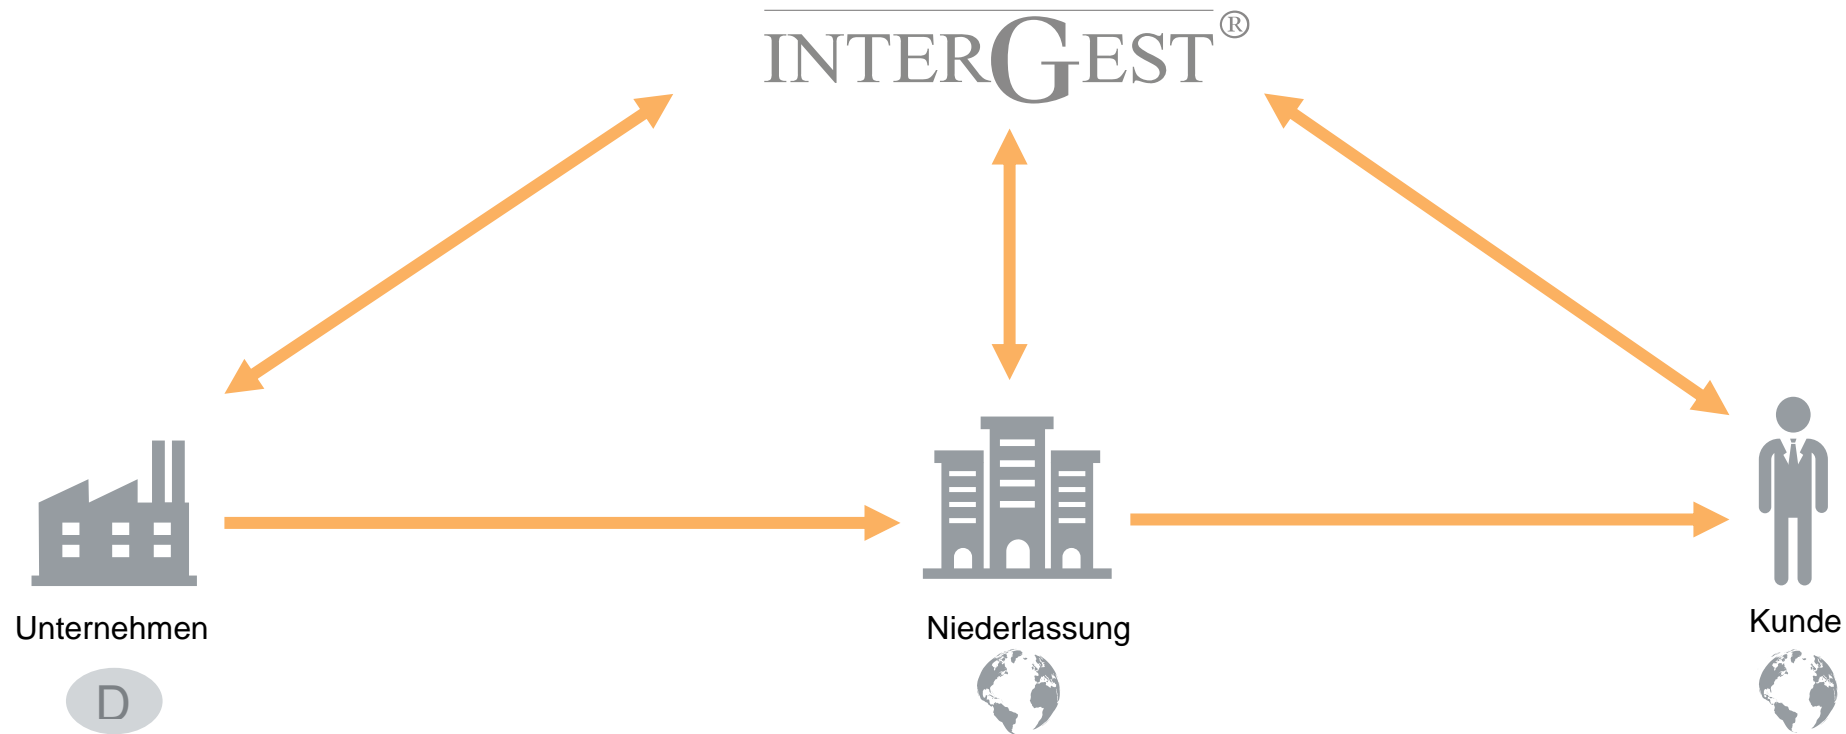 INTERGEST®
Unternehmen
Niederlassung
Kunde
D